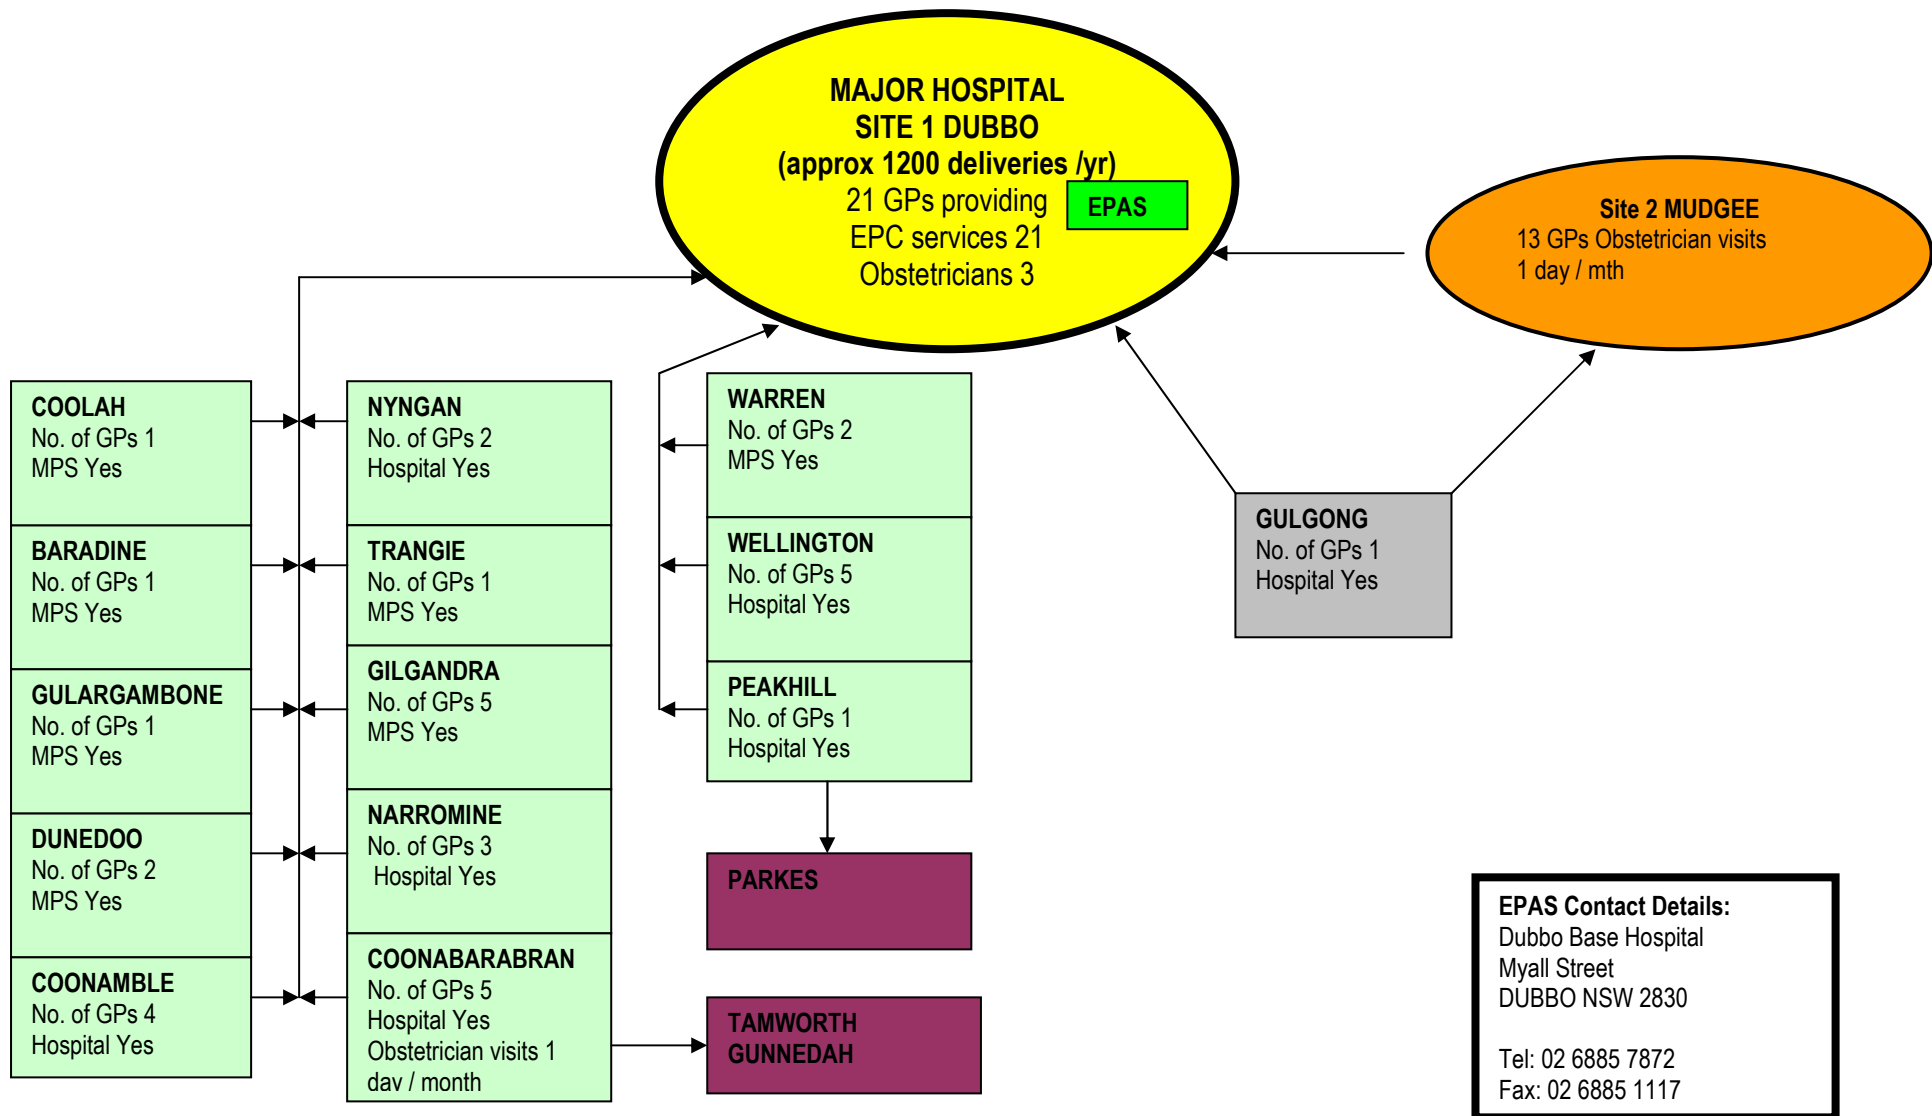 MAJOR HOSPITAL
SITE 1 DUBBO
(approx 1200 deliveries /yr)
21 GPs providing
EPC services 21
Obstetricians 3
EPAS
Site 2 MUDGEE
13 GPs Obstetrician visits
1 day / mth
COOLAH
No. of GPs 1
MPS Yes
BARADINE
No. of GPs 1
MPS Yes
GULARGAMBONE
No. of GPs 1
MPS Yes
DUNEDOO
No. of GPs 2
MPS Yes
COONAMBLE
No. of GPs 4
Hospital Yes
NYNGAN
No. of GPs 2
Hospital Yes
TRANGIE
No. of GPs 1
MPS Yes
GILGANDRA
No. of GPs 5
MPS Yes
NARROMINE
No. of GPs 3
Hospital Yes
COONABARABRAN
No. of GPs 5
Hospital Yes
Obstetrician visits 1
day / month
WARREN
No. of GPs 2
MPS Yes
WELLINGTON
No. of GPs 5
Hospital Yes
PEAKHILL
No. of GPs 1
Hospital Yes
PARKES
TAMWORTH
GUNNEDAH
GULGONG
No. of GPs 1
Hospital Yes
EPAS Contact Details:
Dubbo Base Hospital
Myall Street
DUBBO NSW 2830
Tel: 02 6885 7872
Fax: 02 6885 1117